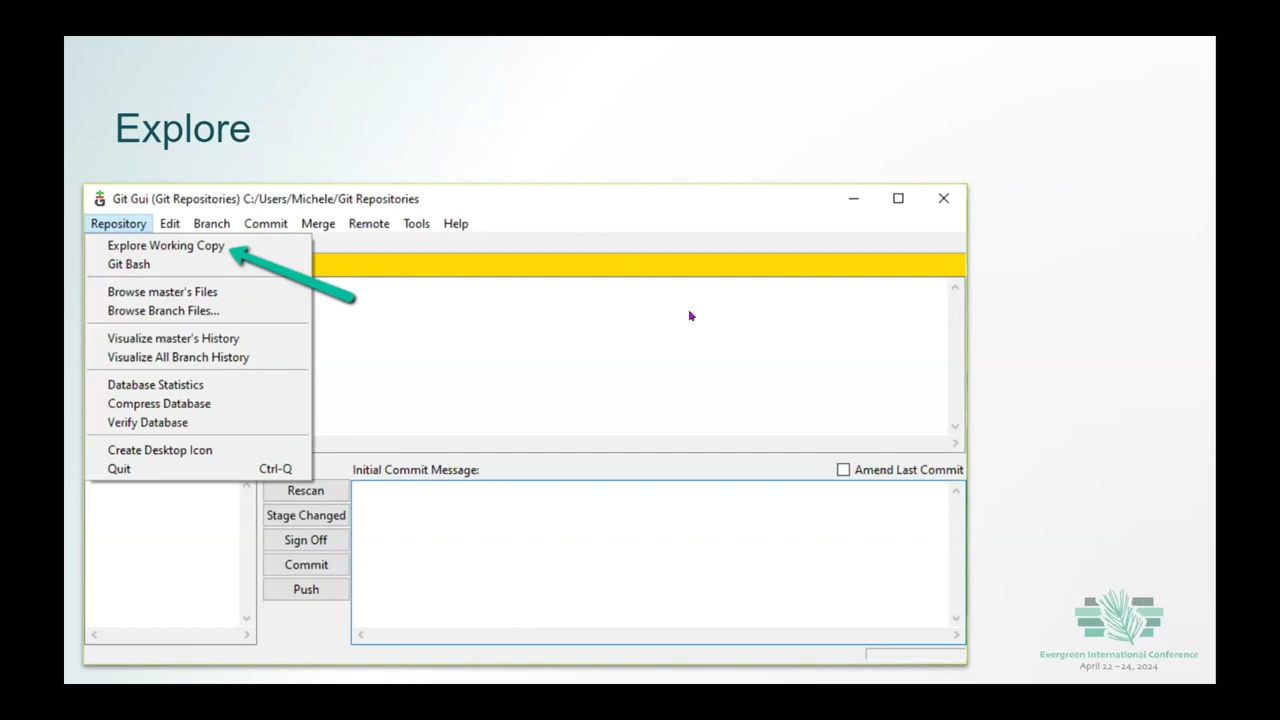 Explore
Git Gui (Git Repositories) C:/Users/Michele/Git Repositories
Repository Edit Branch Commit Merge Remote Tools Help
Explore Working Copy
Git Bash
Browse master's Files
Browse Branch Files...
Visualize master's History
Visualize All Branch History
Database Statistics
Compress Database
Verify Database
Create Desktop Icon
Quit Ctrl-Q
Initial Commit Message:
Amend Last Commit
Rescan
Stage Changed
Sign Off
Commit
Push
Evergreen International Conference
April 22–24, 2024